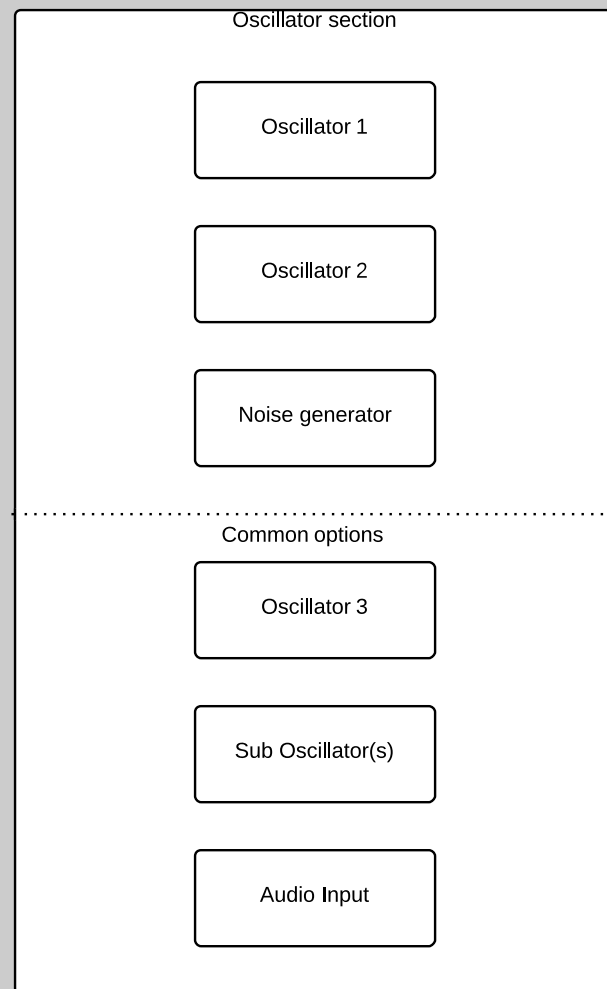 Oscillator section
Oscillator 1
Oscillator 2
Noise generator
Common options
Oscillator 3
Sub Oscillator(s)
Audio Input